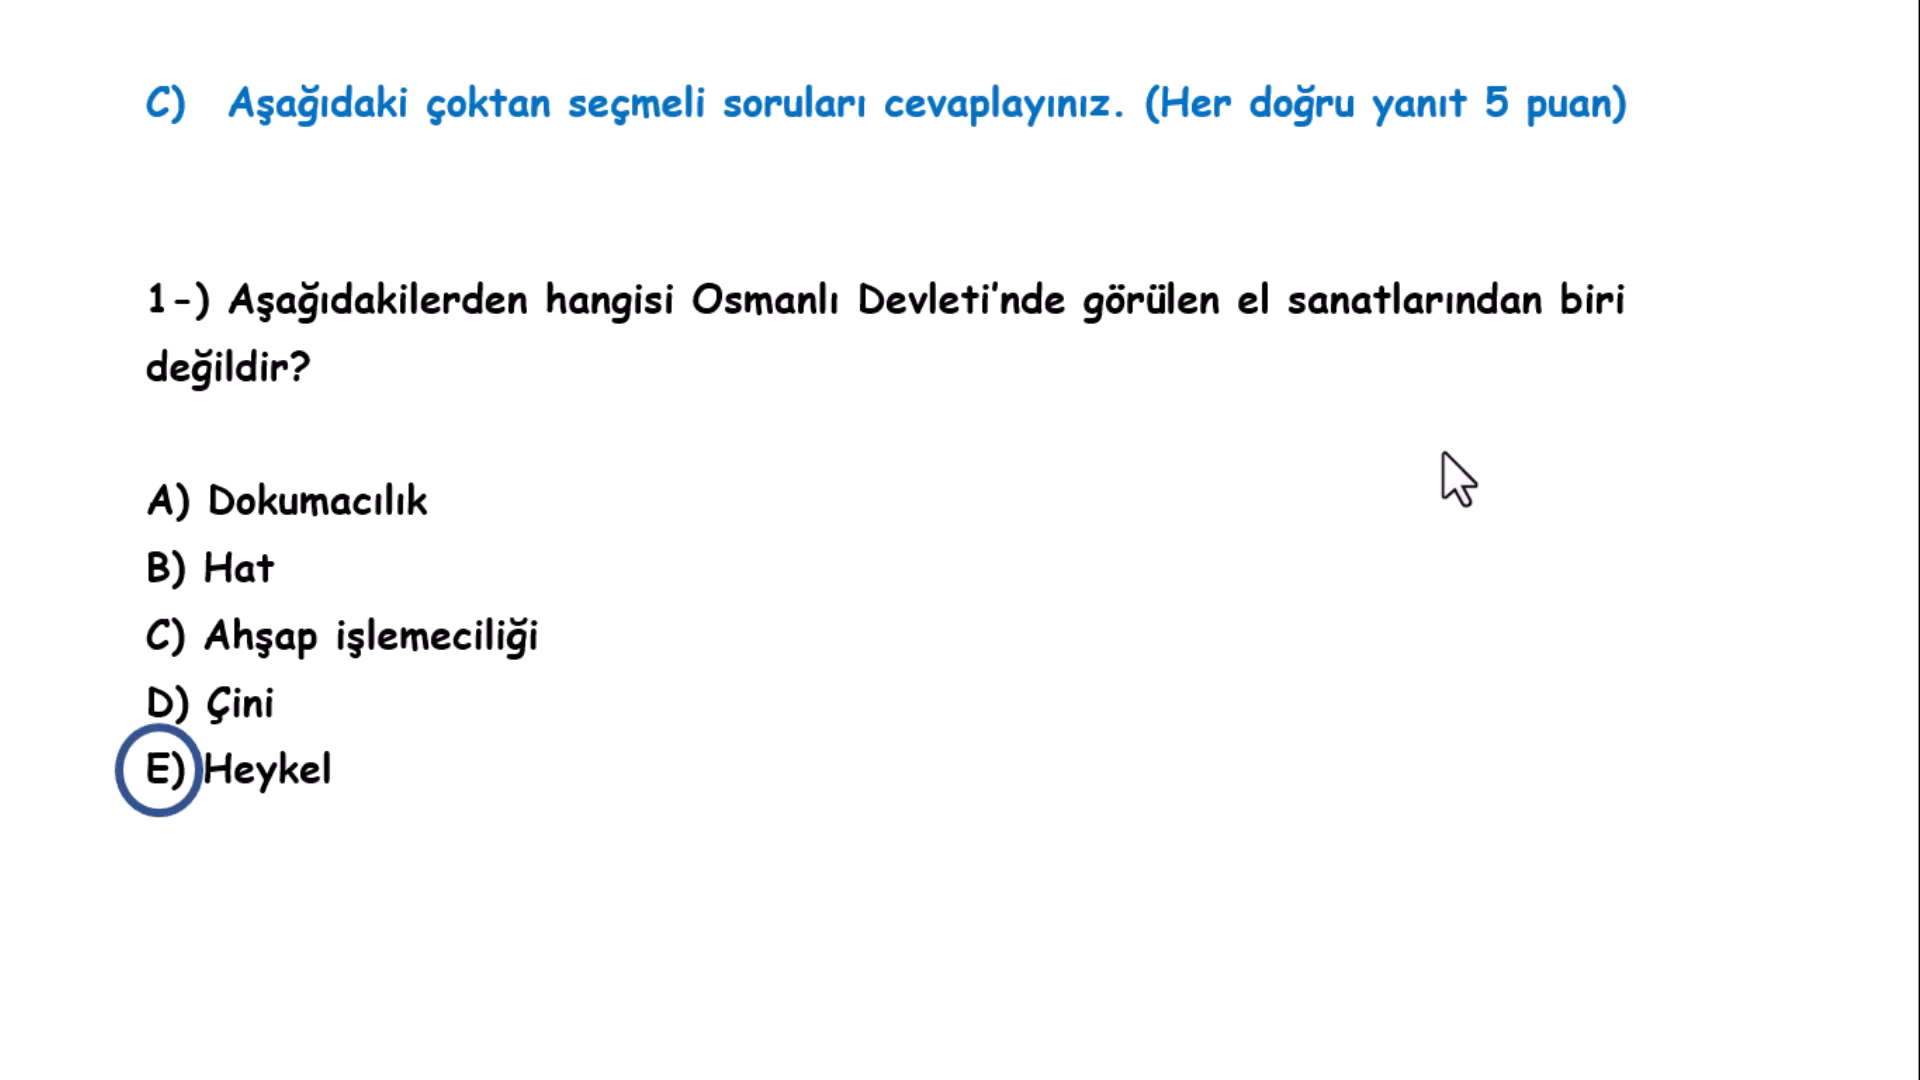 C) Aşağıdaki çoktan seçmeli soruları cevaplayınız. (Her doğru yanıt 5 puan)
1-) Aşağıdakilerden hangisi Osmanlı Devleti'nde görülen el sanatlarından biri
değildir?
A) Dokumacılık
B) Hat
C) Ahşap işlemeciliği
D) Çini
E) Heykel